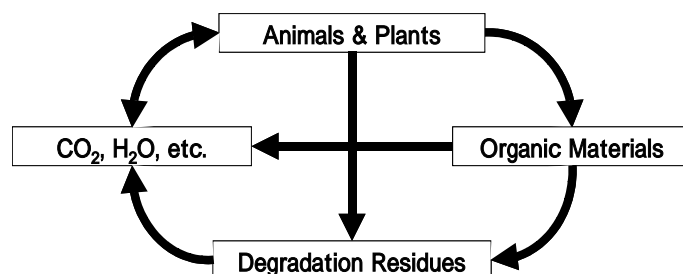 Animals & Plants
CO₂, H₂O, etc.
Organic Materials
Degradation Residues